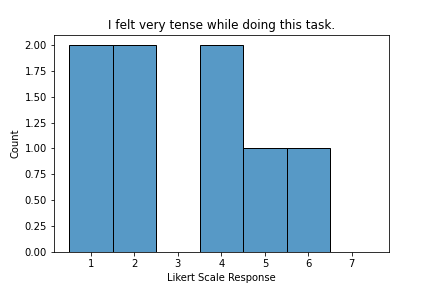 I felt very tense while doing this task.
2.00
1.75
1.50
1.25
1.00
0.75
0.50
0.25
0.00
Count
1 2 3 4 5 6 7
Likert Scale Response